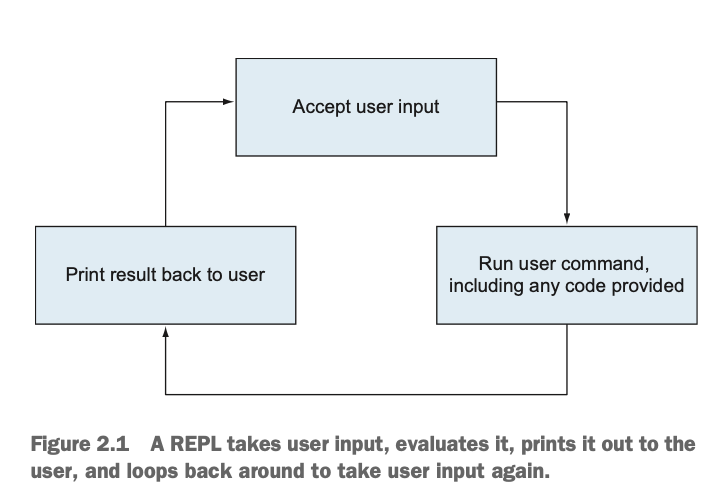 Accept user input
Print result back to user
Run user command,
including any code provided
Figure 2.1 A REPL takes user input, evaluates it, prints it out to the
user, and loops back around to take user input again.